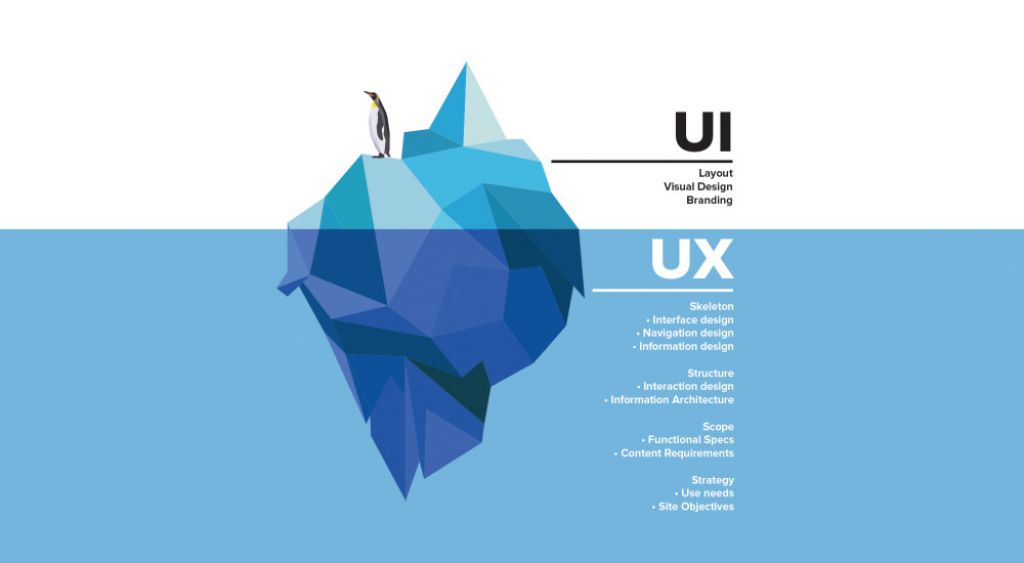 UI
Layout
Visual Design
Branding
UX
Skeleton
• Interface design
• Navigation design
• Information design
Structure
• Interaction design
• Information Architecture
Scope
• Functional Specs
• Content Requirements
Strategy
• Use needs
• Site Objectives